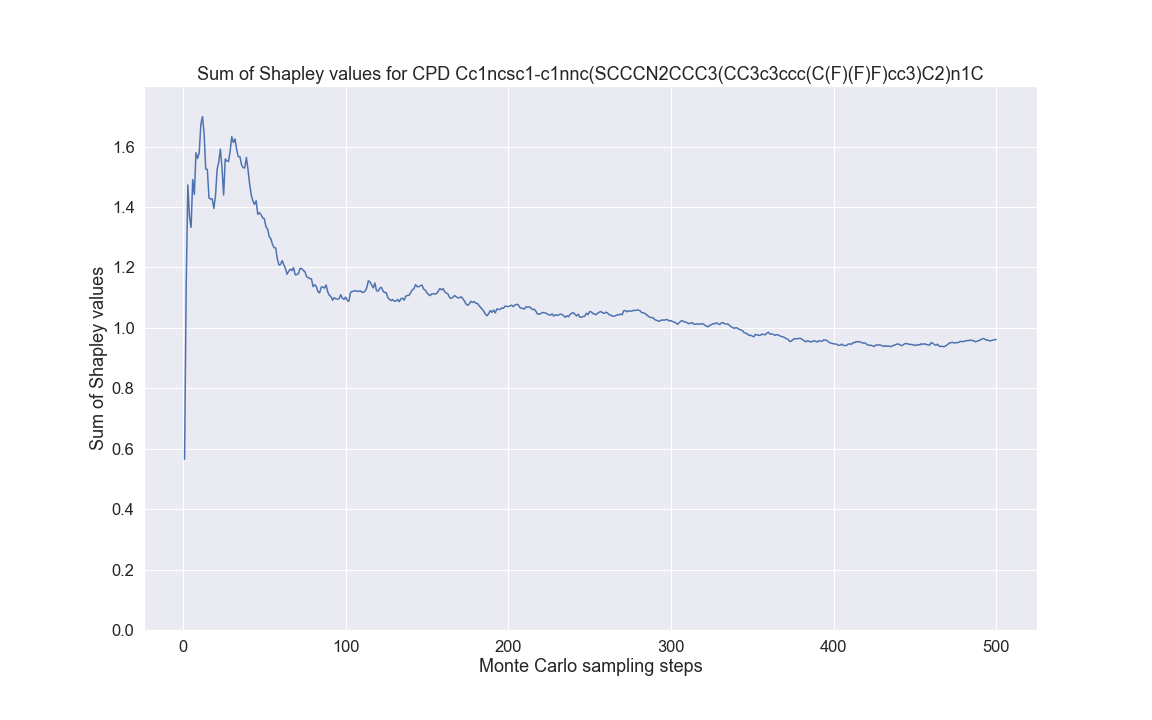 Sum of Shapley values for CPD Cc1ncsc1-c1nnc(SCCCN2CCC3(CC3c3ccc(C(F)(F)F)cc3)C2)n1C
1.6
1.4
1.2
1.0
0.8
0.6
0.4
0.2
0.0
Sum of Shapley values
0 100 200 300 400 500
Monte Carlo sampling steps